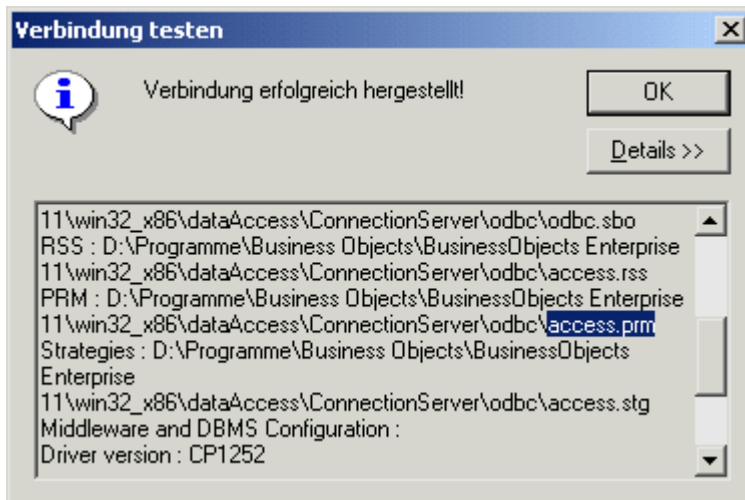 Verbindung testen
Verbindung erfolgreich hergestellt!
OK
Details >>
11\win32_x86\dataAccess\ConnectionServer\odbc\odbc.sbo
RSS : D:\Programme\Business Objects\BusinessObjects Enterprise
11\win32_x86\dataAccess\ConnectionServer\odbc\access.rss
PRM : D:\Programme\Business Objects\BusinessObjects Enterprise
11\win32_x86\dataAccess\ConnectionServer\odbc\access.prm
Strategies : D:\Programme\Business Objects\BusinessObjects
Enterprise
11\win32_x86\dataAccess\ConnectionServer\odbc\access.stg
Middleware and DBMS Configuration :
Driver version : CP1252